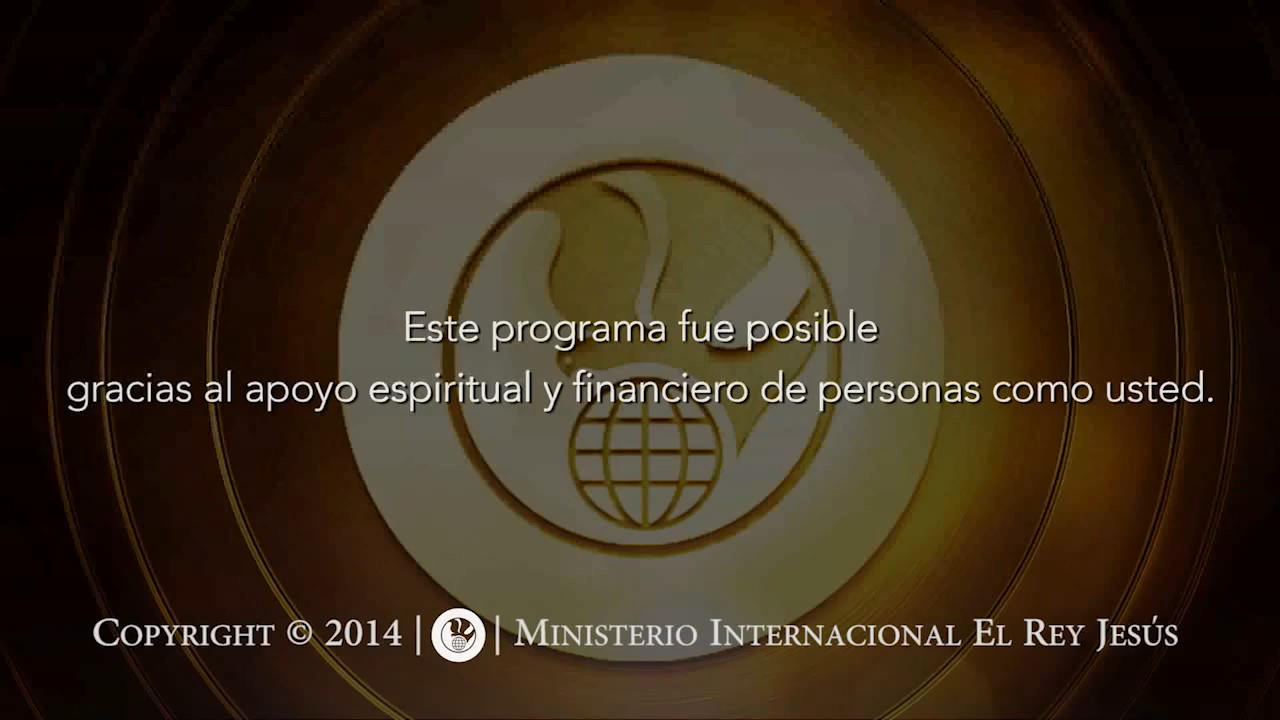 Este programa fue posible
gracias al apoyo espiritual y financiero de personas como usted.
Copyright © 2014 | | Ministerio Internacional El Rey Jesús